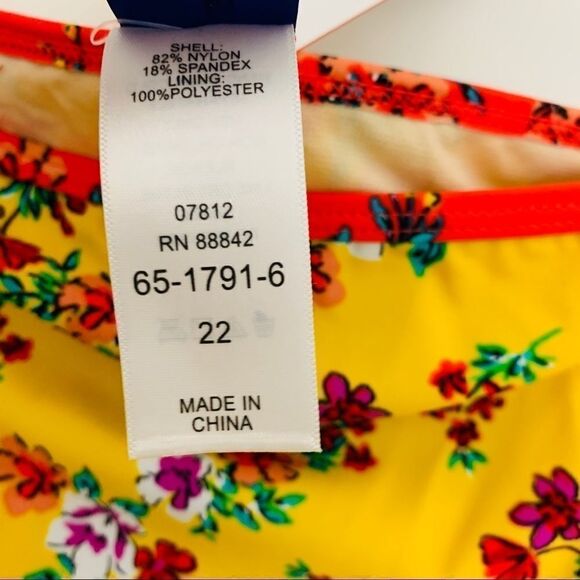 SHELL:
82% NYLON
18% SPANDEX
LINING:
100%POLYESTER
07812
RN 88842
65-1791-6
22
MADE IN
CHINA